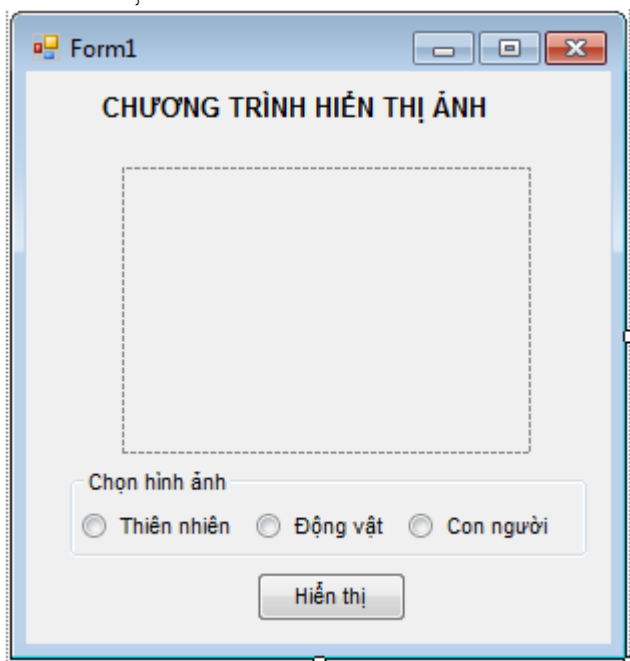 Form1
CHƯƠNG TRÌNH HIỂN THỊ ẢNH
Chọn hình ảnh
Thiên nhiên Động vật Con người
Hiển thị